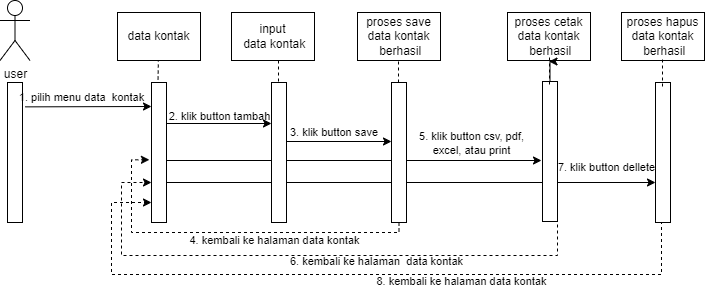 data kontak
input
data kontak
proses save
data kontak
berhasil
proses cetak
data kontak
berhasil
proses hapus
data kontak
berhasil
user
1. pilih menu data kontak
2. klik button tambah
3. klik button save
5. klik button csv, pdf,
excel, atau print
7. klik button dellete
4. kembali ke halaman data kontak
6. kembali ke halaman data kontak
8. kembali ke halaman data kontak